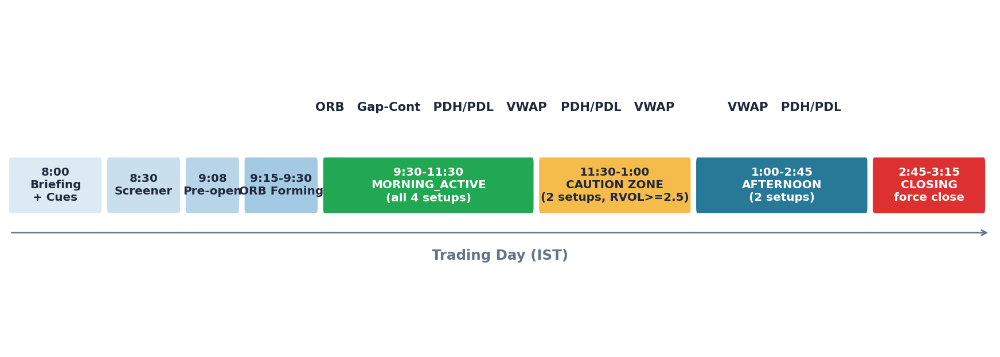 ORB   Gap-Cont   PDH/PDL   VWAP
PDH/PDL   VWAP
VWAP   PDH/PDL
8:00
Briefing
+ Cues
8:30
Screener
9:08
Pre-open
9:15-9:30
ORB Forming
9:30-11:30
MORNING_ACTIVE
(all 4 setups)
11:30-1:00
CAUTION ZONE
(2 setups, RVOL>=2.5)
1:00-2:45
AFTERNOON
(2 setups)
2:45-3:15
CLOSING
force close
Trading Day (IST)